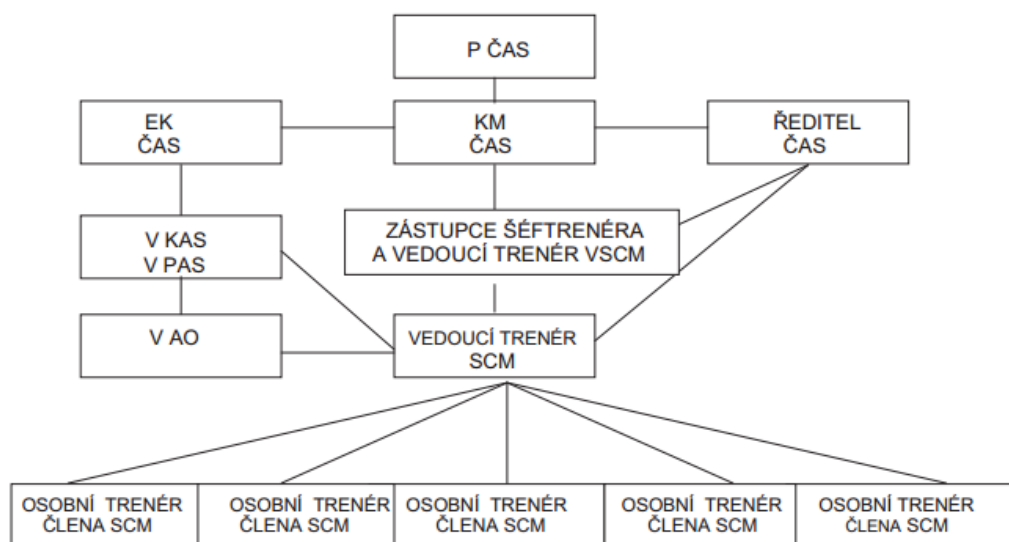 P ČAS
EK
ČAS
KM
ČAS
ŘEDITEL
ČAS
V KAS
V PAS
ZÁSTUPCE ŠÉFTRENÉRA
A VEDOUCÍ TRENÉR VSCM
V AO
VEDOUCÍ TRENÉR
SCM
OSOBNÍ TRENÉR
ČLENA SCM
OSOBNÍ TRENÉR
ČLENA SCM
OSOBNÍ TRENÉR
ČLENA SCM
OSOBNÍ TRENÉR
ČLENA SCM
OSOBNÍ TRENÉR
ČLENA SCM